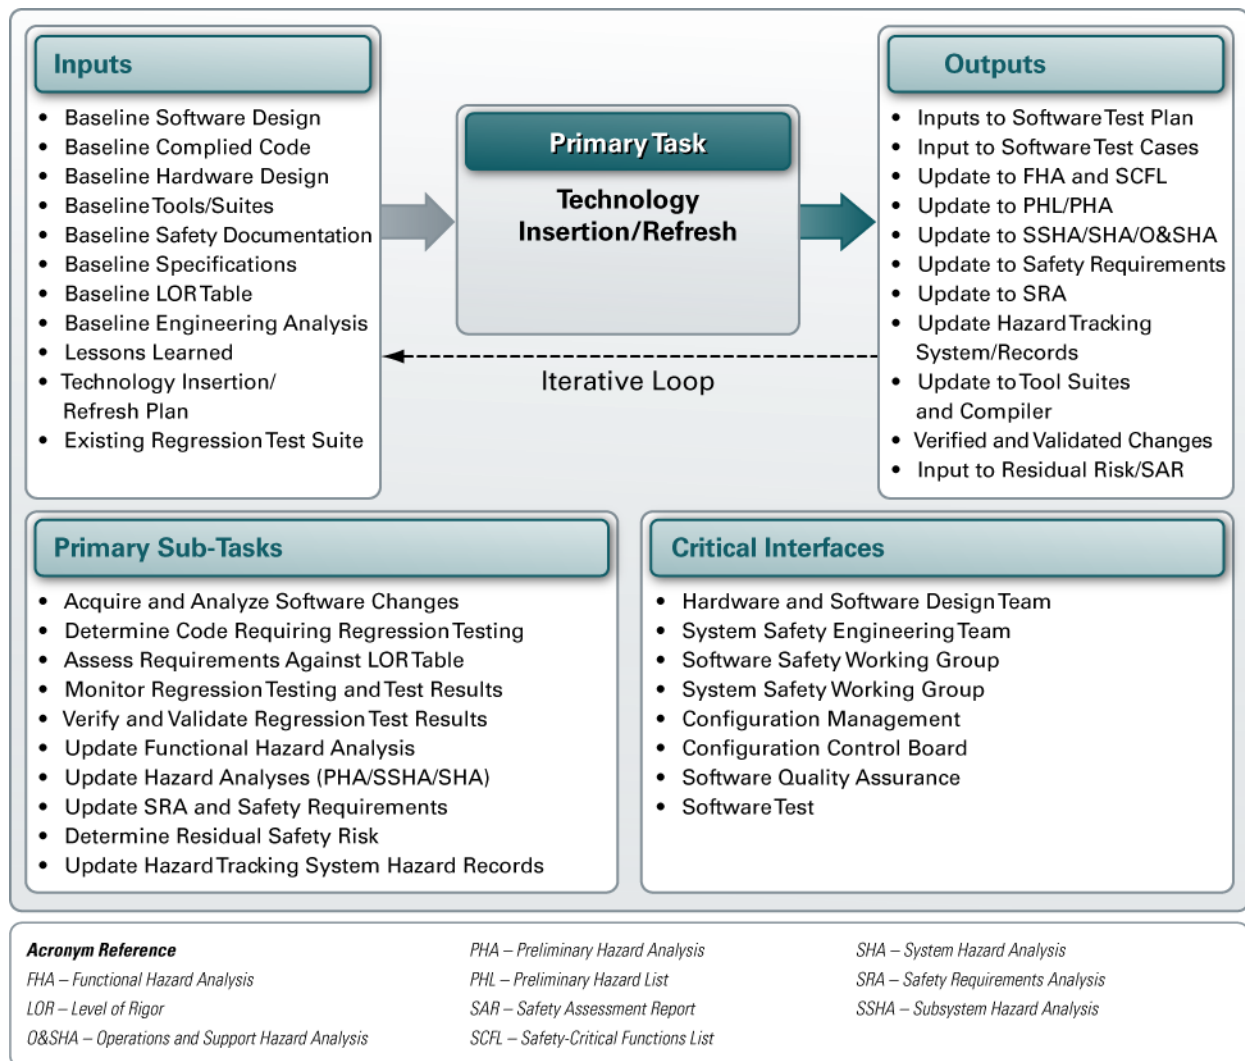 Inputs
• Baseline Software Design
• Baseline Complied Code
• Baseline Hardware Design
• Baseline Tools/Suites
• Baseline Safety Documentation
• Baseline Specifications
• Baseline LOR Table
• Baseline Engineering Analysis
• Lessons Learned
• Technology Insertion/
Refresh Plan
• Existing Regression Test Suite
Primary Task
Technology
Insertion/Refresh
Iterative Loop
Outputs
• Inputs to Software Test Plan
• Input to Software Test Cases
• Update to FHA and SCFL
• Update to PHL/PHA
• Update to SSHA/SHA/O&SHA
• Update to Safety Requirements
• Update to SRA
• Update Hazard Tracking
System/Records
• Update to Tool Suites
and Compiler
• Verified and Validated Changes
• Input to Residual Risk/SAR
Primary Sub-Tasks
• Acquire and Analyze Software Changes
• Determine Code Requiring Regression Testing
• Assess Requirements Against LOR Table
• Monitor Regression Testing and Test Results
• Verify and Validate Regression Test Results
• Update Functional Hazard Analysis
• Update Hazard Analyses (PHA/SSHA/SHA)
• Update SRA and Safety Requirements
• Determine Residual Safety Risk
• Update Hazard Tracking System Hazard Records
Critical Interfaces
• Hardware and Software Design Team
• System Safety Engineering Team
• Software Safety Working Group
• System Safety Working Group
• Configuration Management
• Configuration Control Board
• Software Quality Assurance
• Software Test
Acronym Reference
FHA – Functional Hazard Analysis
LOR – Level of Rigor
O&SHA – Operations and Support Hazard Analysis
PHA – Preliminary Hazard Analysis
PHL – Preliminary Hazard List
SAR – Safety Assessment Report
SCFL – Safety-Critical Functions List
SHA – System Hazard Analysis
SRA – Safety Requirements Analysis
SSHA – Subsystem Hazard Analysis